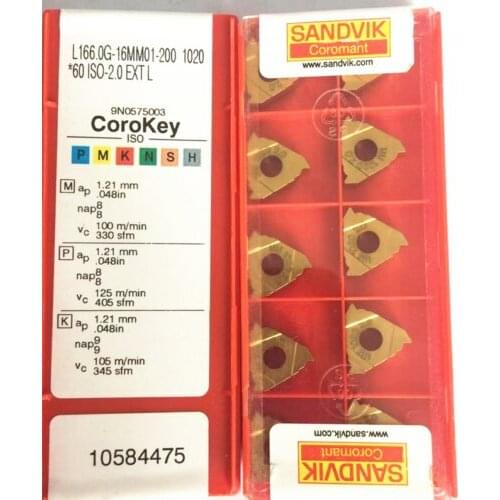 L166.0G-16MM01-200 1020
*60 ISO-2.0 EXT L
9N0575003
CoroKey
ISO
P M K N S H
M ap 1.21 mm
.048in
nap 8
8
vc 100 m/min
330 sfm
P ap 1.21 mm
.048in
nap 8
8
vc 125 m/min
405 sfm
K ap 1.21 mm
.048in
nap 9
9
vc 105 m/min
345 sfm
10584475
SANDVIK
Coromant
www.sandvik.com
www.sandvik.com
SANDVIK
Coromant